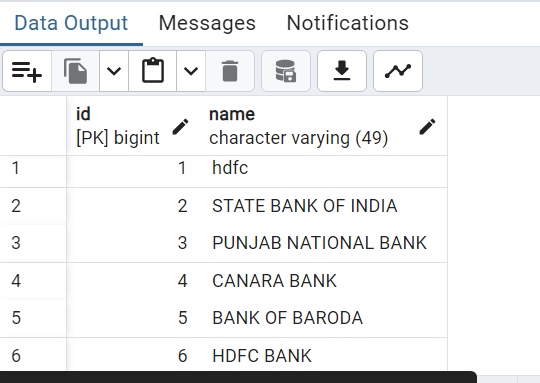 Data Output Messages Notifications
id name
[PK] bigint character varying (49)
1 1 hdfc
2 2 STATE BANK OF INDIA
3 3 PUNJAB NATIONAL BANK
4 4 CANARA BANK
5 5 BANK OF BARODA
6 6 HDFC BANK